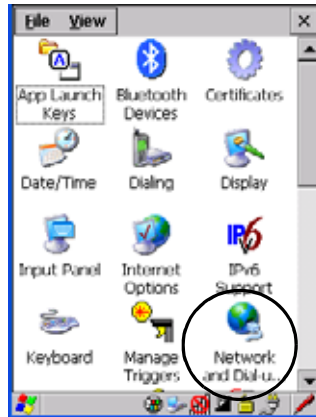 File View
App Launch Keys
Bluetooth Devices
Certificates
Date/Time
Dialing
Display
Input Panel
Internet Options
IPv6
IPv6 Support
Keyboard
Manage Triggers
Network and Dial-u...